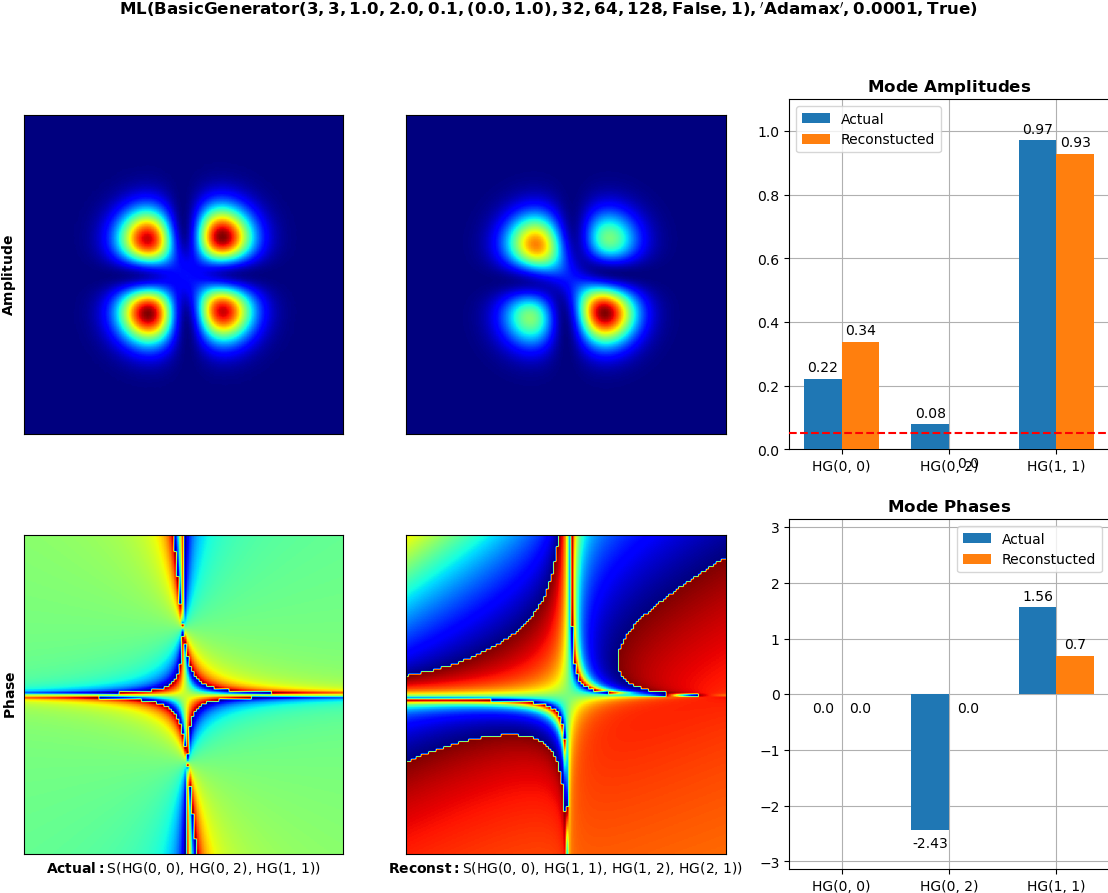 ML(BasicGenerator(3, 3, 1.0, 2.0, 0.1, (0.0, 1.0), 32, 64, 128, False, 1), ′Adamax′, 0.0001, True)
Amplitude
Mode Amplitudes
Actual
Reconstucted
1.0
0.8
0.6
0.4
0.2
0.0
0.22
0.34
0.08
0.0
0.97
0.93
HG(0, 0)
HG(0, 2)
HG(1, 1)
Phase
Actual: S(HG(0, 0), HG(0, 2), HG(1, 1))
Reconst: S(HG(0, 0), HG(1, 1), HG(1, 2), HG(2, 1))
Mode Phases
Actual
Reconstucted
3
2
1
0
−1
−2
−3
0.0
0.0
-2.43
0.0
1.56
0.7
HG(0, 0)
HG(0, 2)
HG(1, 1)